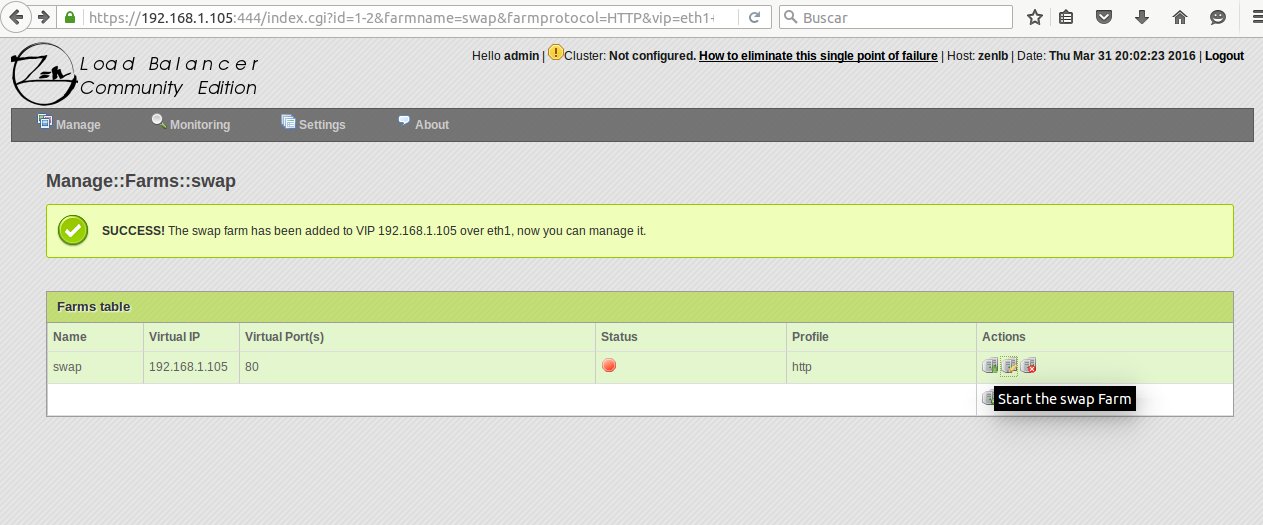 https://192.168.1.105:444/index.cgi?id=1-2&farmname=swap&farmprotocol=HTTP&vip=eth1+
Buscar
Zen Load Balancer
Community Edition
Hello admin | Cluster: Not configured. How to eliminate this single point of failure | Host: zenlb | Date: Thu Mar 31 20:02:23 2016 | Logout
Manage Monitoring Settings About
Manage::Farms::swap
SUCCESS! The swap farm has been added to VIP 192.168.1.105 over eth1, now you can manage it.
Farms table
Name Virtual IP Virtual Port(s) Status Profile Actions
swap 192.168.1.105 80 http
Start the swap Farm